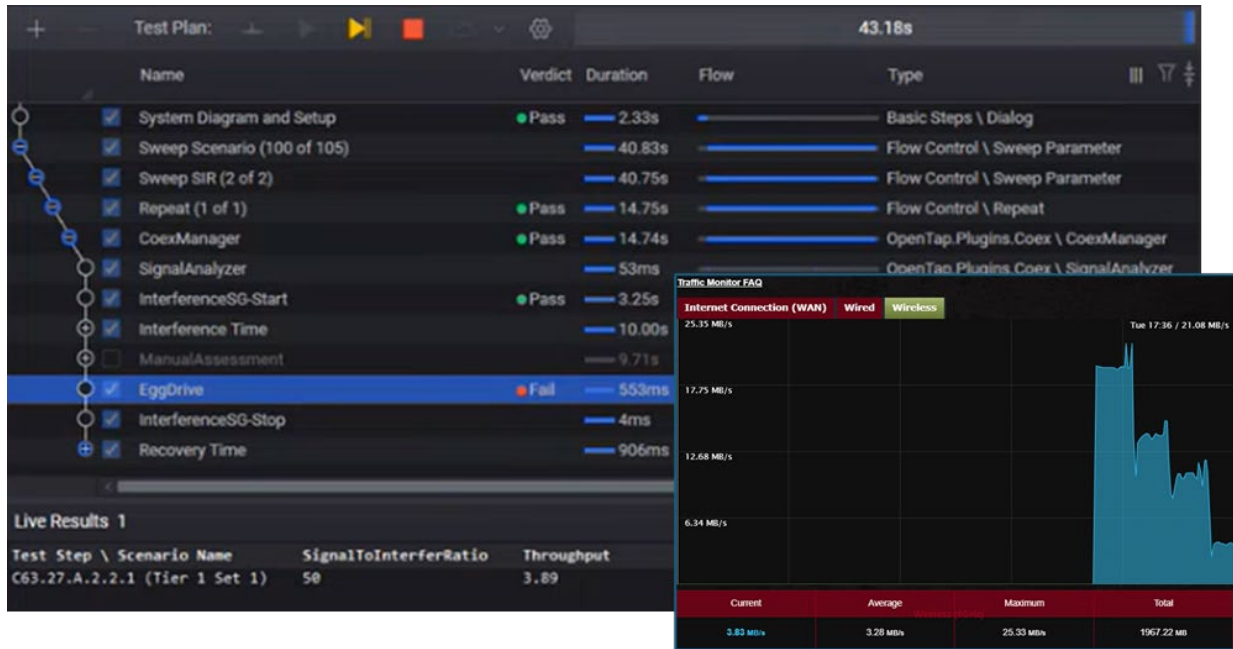 Test Plan: 43.18s
Name Verdict Duration Flow Type
System Diagram and Setup Pass 2.33s Basic Steps \ Dialog
Sweep Scenario (100 of 105) 40.83s Flow Control \ Sweep Parameter
Sweep SIR (2 of 2) 40.75s Flow Control \ Sweep Parameter
Repeat (1 of 1) Pass 14.75s Flow Control \ Repeat
CoexManager Pass 14.74s OpenTap.Plugins.Coex \ CoexManager
SignalAnalyzer 53ms OpenTap.Plugins.Coex \ SignalAnalyzer
InterferenceSG-Start Pass 3.25s
Interference Time 10.00s
ManualAssessment 9.71s
EggDrive Fail 553ms
InterferenceSG-Stop 4ms
Recovery Time 906ms
Live Results 1
Test Step \ Scenario Name SignalToInterferRatio Throughput
C63.27.A.2.2.1 (Tier 1 Set 1) 50 3.89
Traffic Monitor FAQ
Internet Connection (WAN) Wired Wireless
25.35 MB/s Tue 17:36 / 21.08 MB/s
17.75 MB/s
12.68 MB/s
6.34 MB/s
Current Average Maximum Total
3.83 MB/s 3.28 MB/s 25.33 MB/s 1967.22 MB